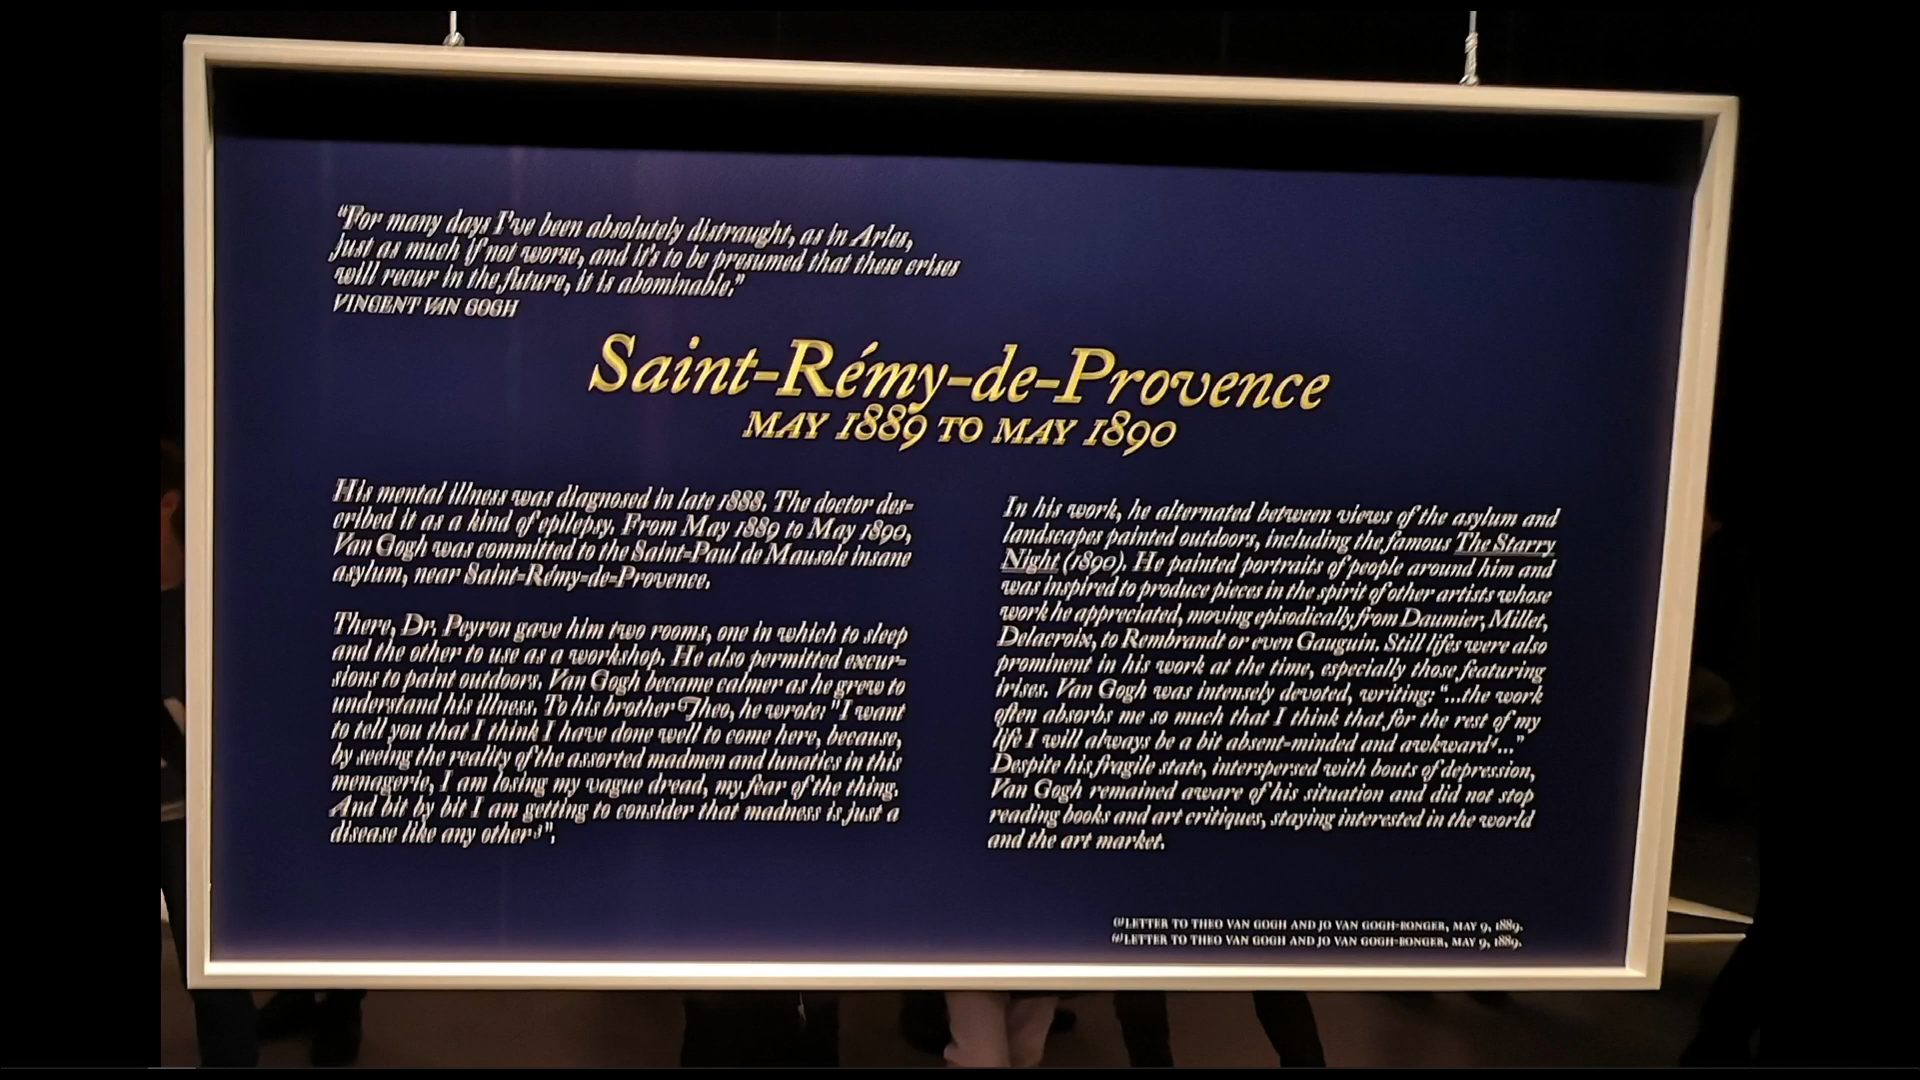 “For many days I've been absolutely distraught, as in Arles,
just as much if not worse, and it's to be presumed that these crises
will recur in the future, it is abominable.”
VINCENT VAN GOGH
Saint-Rémy-de-Provence
MAY 1889 TO MAY 1890
His mental illness was diagnosed in late 1888. The doctor des-
cribed it as a kind of epilepsy. From May 1889 to May 1890,
Van Gogh was committed to the Saint-Paul de Mausole insane
asylum, near Saint-Rémy-de-Provence.
There, Dr. Peyron gave him two rooms, one in which to sleep
and the other to use as a workshop. He also permitted excur-
sions to paint outdoors. Van Gogh became calmer as he grew to
understand his illness. To his brother Theo, he wrote: "I want
to tell you that I think I have done well to come here, because,
by seeing the reality of the assorted madmen and lunatics in this
menagerie, I am losing my vague dread, my fear of the thing.
And bit by bit I am getting to consider that madness is just a
disease like any other ³".
In his work, he alternated between views of the asylum and
landscapes painted outdoors, including the famous The Starry
Night (1890). He painted portraits of people around him and
was inspired to produce pieces in the spirit of other artists whose
work he appreciated, moving episodically from Daumier, Millet,
Delacroix, to Rembrandt or even Gauguin. Still lifes were also
prominent in his work at the time, especially those featuring
irises. Van Gogh was intensely devoted, writing: “...the work
often absorbs me so much that I think that for the rest of my
life I will always be a bit absent-minded and awkward⁴...”
Despite his fragile state, interspersed with bouts of depression,
Van Gogh remained aware of his situation and did not stop
reading books and art critiques, staying interested in the world
and the art market.
(3)LETTER TO THEO VAN GOGH AND JO VAN GOGH-BONGER, MAY 9, 1889.
(4)LETTER TO THEO VAN GOGH AND JO VAN GOGH-BONGER, MAY 9, 1889.